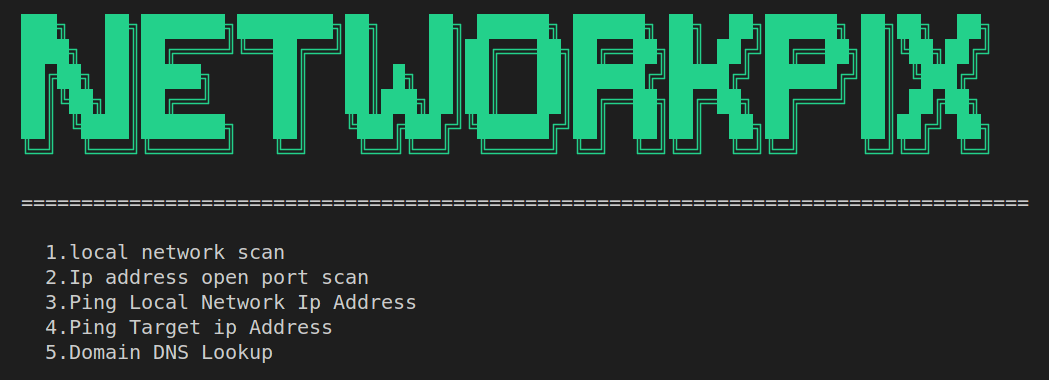 NETWORKPIX
====================================================================================
1.local network scan
2.Ip address open port scan
3.Ping Local Network Ip Address
4.Ping Target ip Address
5.Domain DNS Lookup